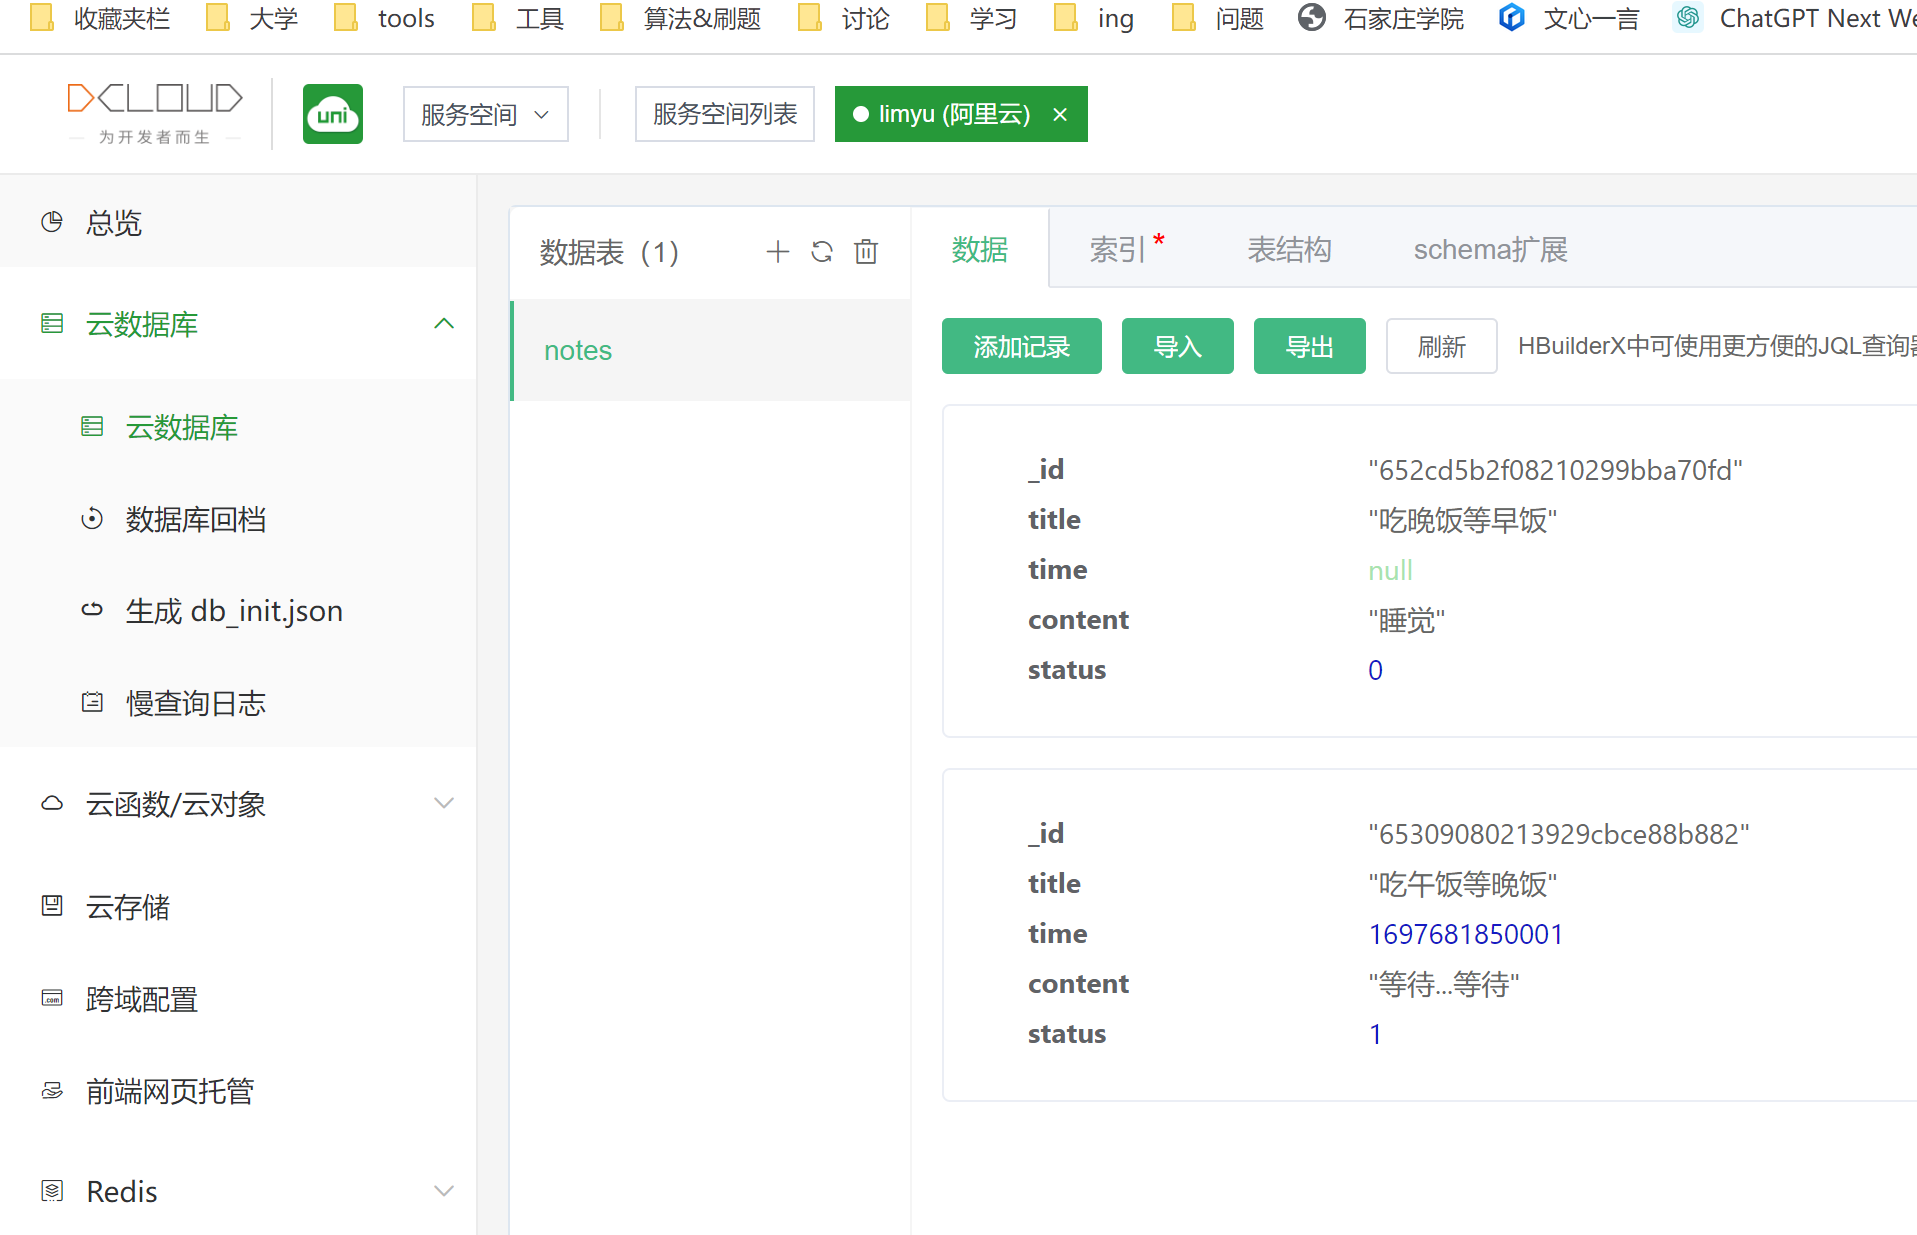 收藏夹栏 大学 tools 工具 算法&刷题 讨论 学习 ing 问题 石家庄学院 文心一言 ChatGPT Next We
DCLOUD
为开发者而生
uni
服务空间
服务空间列表
limyu (阿里云) ×
总览
云数据库
云数据库
数据库回档
生成 db_init.json
慢查询日志
云函数/云对象
云存储
.com
跨域配置
前端网页托管
Redis
数据表（1）
notes
数据 索引* 表结构 schema扩展
添加记录 导入 导出 刷新 HBuilderX中可使用更方便的JQL查询
_id "652cd5b2f08210299bba70fd"
title "吃晚饭等早饭"
time null
content "睡觉"
status 0
_id "65309080213929cbce88b882"
title "吃午饭等晚饭"
time 1697681850001
content "等待...等待"
status 1